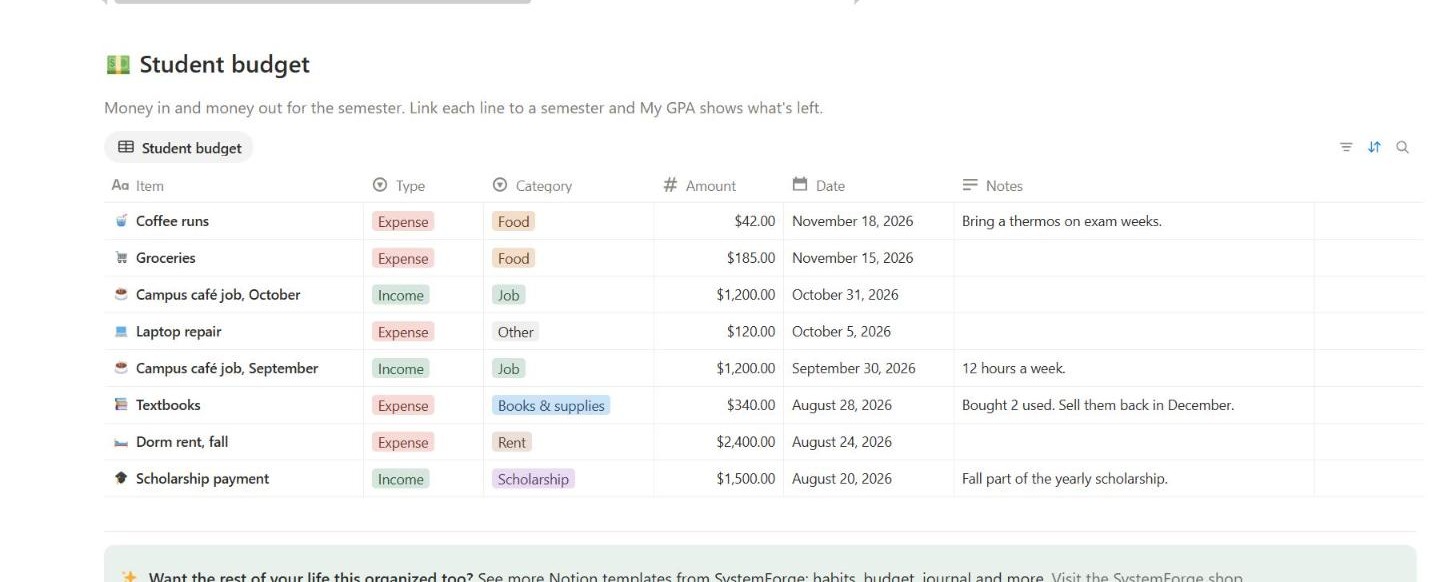 Student budget
Money in and money out for the semester. Link each line to a semester and My GPA shows what's left.
Student budget
Aa Item Type Category # Amount Date Notes
Coffee runs Expense Food $42.00 November 18, 2026 Bring a thermos on exam weeks.
Groceries Expense Food $185.00 November 15, 2026
Campus café job, October Income Job $1,200.00 October 31, 2026
Laptop repair Expense Other $120.00 October 5, 2026
Campus café job, September Income Job $1,200.00 September 30, 2026 12 hours a week.
Textbooks Expense Books & supplies $340.00 August 28, 2026 Bought 2 used. Sell them back in December.
Dorm rent, fall Expense Rent $2,400.00 August 24, 2026
Scholarship payment Income Scholarship $1,500.00 August 20, 2026 Fall part of the yearly scholarship.
Want the rest of your life this organized too? See more Notion templates from SystemForge: habits, budget, journal and more. Visit the SystemForge shop